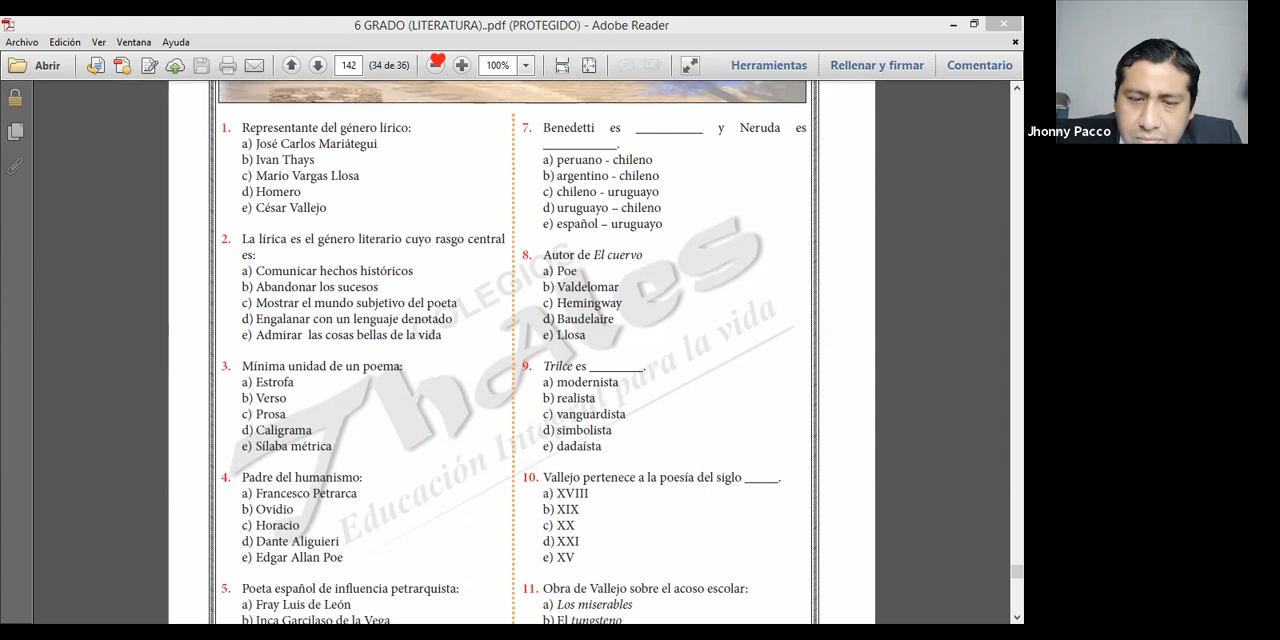 6 GRADO (LITERATURA)..pdf (PROTEGIDO) - Adobe Reader
Archivo Edición Ver Ventana Ayuda
Abrir 142 (34 de 36) 100% Herramientas Rellenar y firmar Comentario
1. Representante del género lírico:
a) José Carlos Mariátegui
b) Ivan Thays
c) Mario Vargas Llosa
d) Homero
e) César Vallejo
2. La lírica es el género literario cuyo rasgo central
es:
a) Comunicar hechos históricos
b) Abandonar los sucesos
c) Mostrar el mundo subjetivo del poeta
d) Engalanar con un lenguaje denotado
e) Admirar las cosas bellas de la vida
3. Mínima unidad de un poema:
a) Estrofa
b) Verso
c) Prosa
d) Caligrama
e) Sílaba métrica
4. Padre del humanismo:
a) Francesco Petrarca
b) Ovidio
c) Horacio
d) Dante Aliguieri
e) Edgar Allan Poe
5. Poeta español de influencia petrarquista:
a) Fray Luis de León
b) Inca Garcilaso de la Vega
7. Benedetti es __________ y Neruda es
___________.
a) peruano - chileno
b) argentino - chileno
c) chileno - uruguayo
d) uruguayo – chileno
e) español – uruguayo
8. Autor de El cuervo
a) Poe
b) Valdelomar
c) Hemingway
d) Baudelaire
e) Llosa
9. Trilce es ________.
a) modernista
b) realista
c) vanguardista
d) simbolista
e) dadaísta
10. Vallejo pertenece a la poesía del siglo _____.
a) XVIII
b) XIX
c) XX
d) XXI
e) XV
11. Obra de Vallejo sobre el acoso escolar:
a) Los miserables
b) El tungsteno
COLEGIOS
Thales
Educación Integral para la vida
Jhonny Pacco